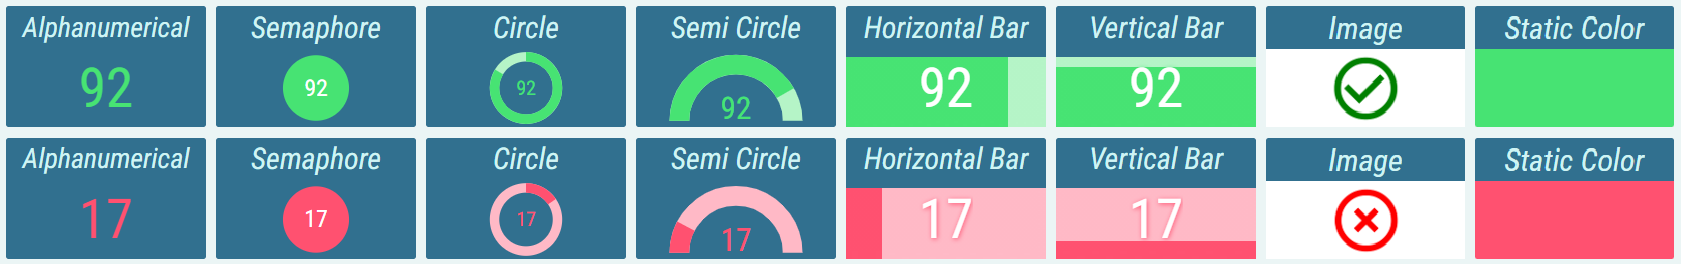 Alphanumerical Semaphore Circle Semi Circle Horizontal Bar Vertical Bar Image Static Color
92 92 92 92 92 92
Alphanumerical Semaphore Circle Semi Circle Horizontal Bar Vertical Bar Image Static Color
17 17 17 17 17 17